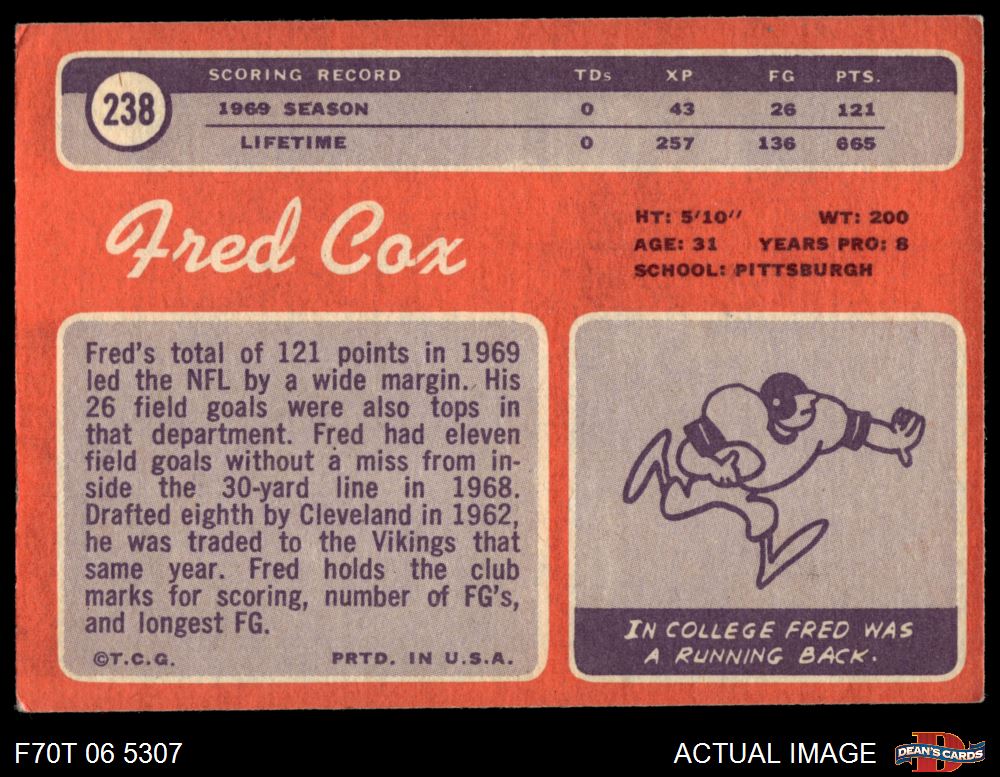 238
SCORING RECORD TDs XP FG PTS.
1969 SEASON 0 43 26 121
LIFETIME 0 257 136 665
Fred Cox
HT: 5'10'' WT: 200
AGE: 31 YEARS PRO: 8
SCHOOL: PITTSBURGH
Fred's total of 121 points in 1969
led the NFL by a wide margin. His
26 field goals were also tops in
that department. Fred had eleven
field goals without a miss from in-
side the 30-yard line in 1968.
Drafted eighth by Cleveland in 1962,
he was traded to the Vikings that
same year. Fred holds the club
marks for scoring, number of FG's,
and longest FG.
©T.C.G. PRTD. IN U.S.A.
IN COLLEGE FRED WAS
A RUNNING BACK.
F70T 06 5307
ACTUAL IMAGE
D
DEAN'S CARDS